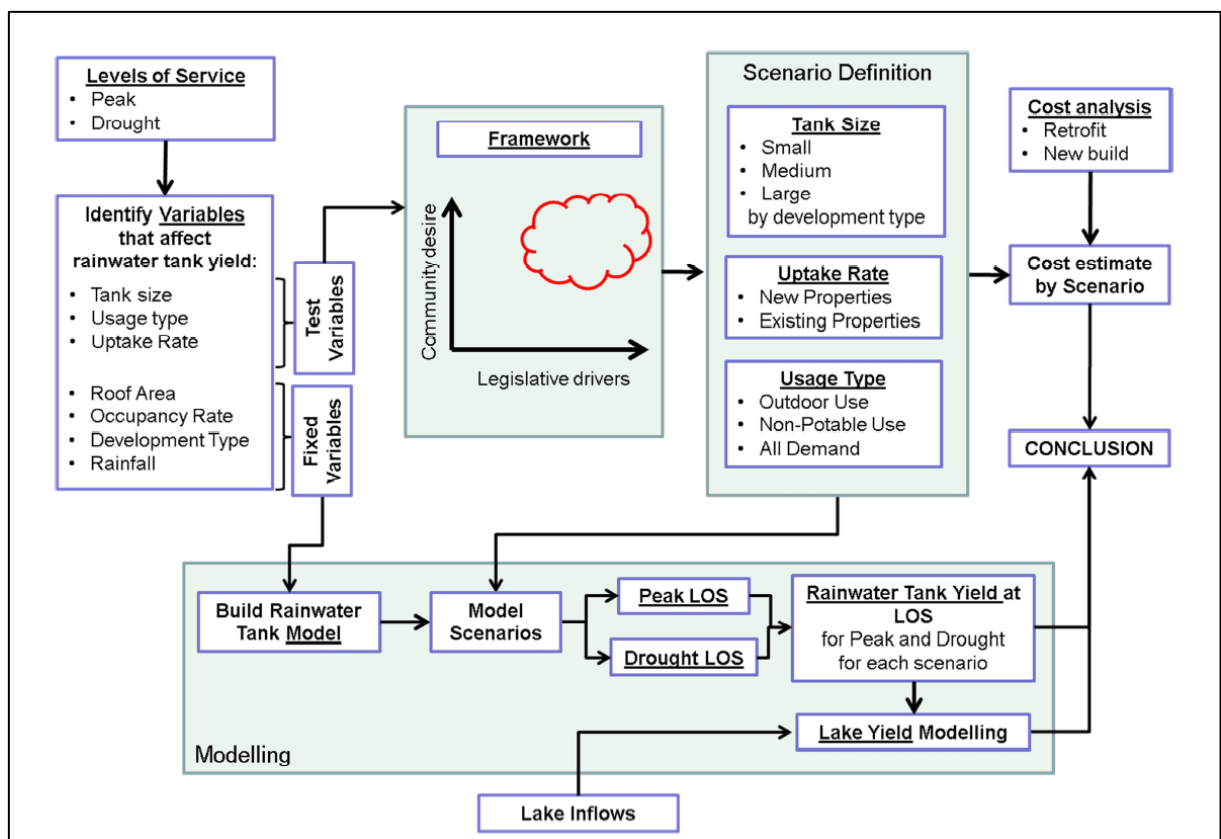 Levels of Service
• Peak
• Drought
Identify Variables
that affect
rainwater tank yield:
• Tank size
• Usage type
• Uptake Rate
• Roof Area
• Occupancy Rate
• Development Type
• Rainfall
Test
Variables
Fixed
Variables
Framework
Community desire
Legislative drivers
Scenario Definition
Tank Size
• Small
• Medium
• Large
by development type
Uptake Rate
• New Properties
• Existing Properties
Usage Type
• Outdoor Use
• Non-Potable Use
• All Demand
Cost analysis
• Retrofit
• New build
Cost estimate
by Scenario
CONCLUSION
Build Rainwater
Tank Model
Model
Scenarios
Peak LOS
Drought LOS
Rainwater Tank Yield at
LOS
for Peak and Drought
for each scenario
Lake Yield Modelling
Modelling
Lake Inflows